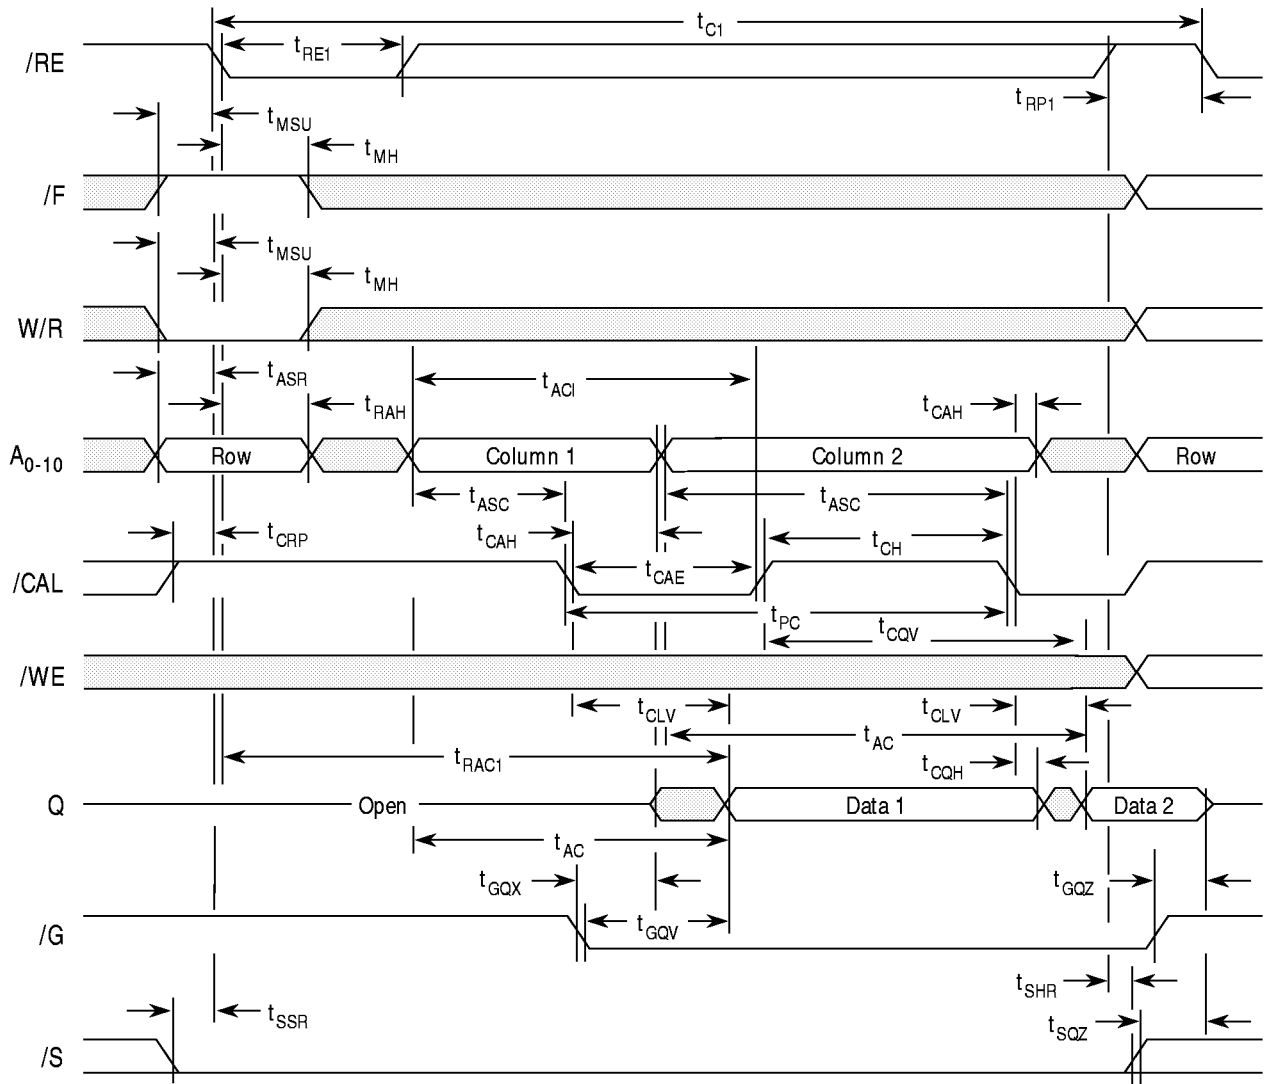 tC1
/RE
tRE1
tRP1
tMSU
tMH
/F
tMSU
tMH
W/R
tASR
tACI
tRAH
tCAH
A0-10
Row
Column 1
Column 2
Row
tASC
tASC
tCRP
tCAH
tCH
/CAL
tCAE
tPC
tCQV
/WE
tCLV
tCLV
tAC
tRAC1
tCQH
Q
Open
Data 1
Data 2
tAC
tGQX
tGQZ
/G
tGQV
tSHR
tSSR
tSQZ
/S